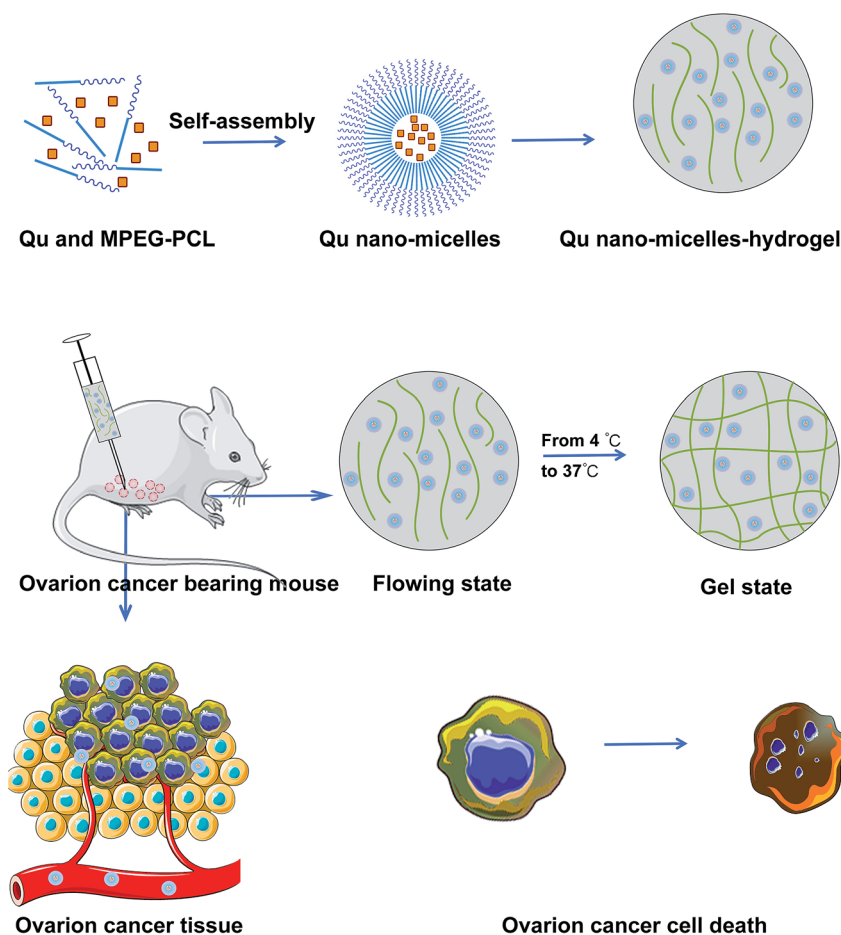 Self-assembly
Qu and MPEG-PCL
Qu nano-micelles
Qu nano-micelles-hydrogel
From 4 °C
to 37°C
Ovarion cancer bearing mouse
Flowing state
Gel state
Ovarion cancer tissue
Ovarion cancer cell death